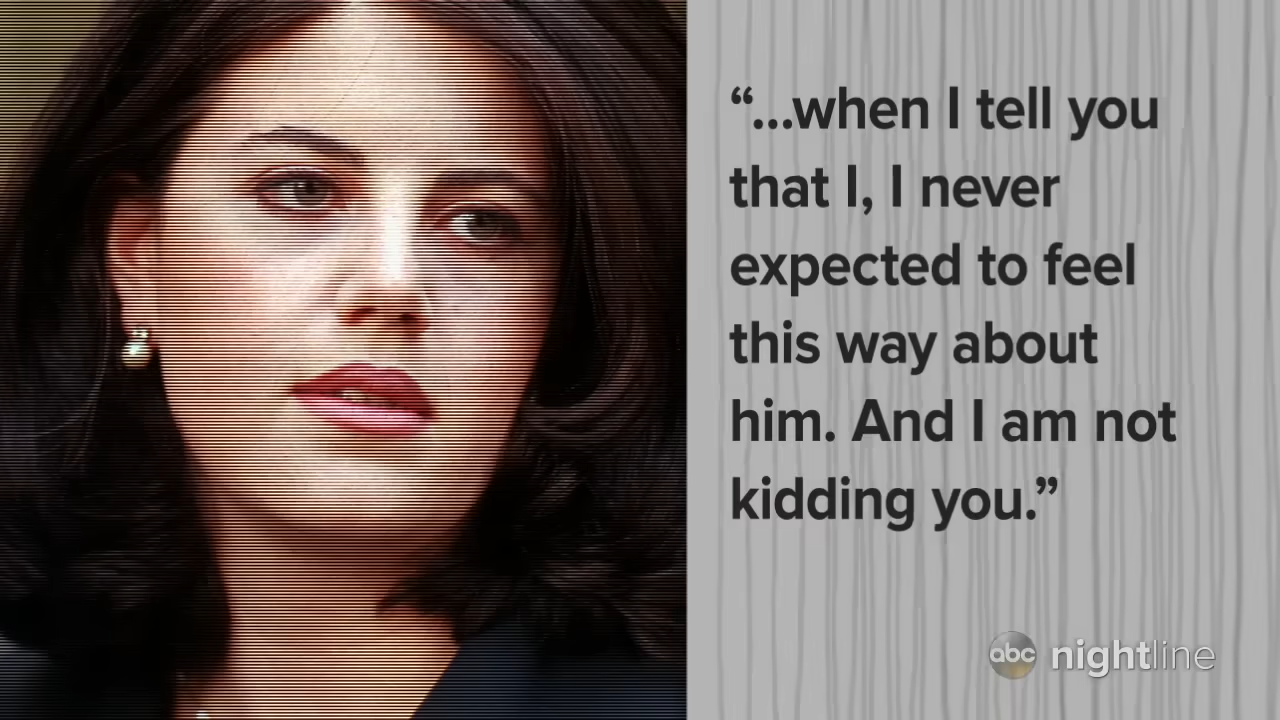 “...when I tell you
that I, I never
expected to feel
this way about
him. And I am not
kidding you.”
abc nightline